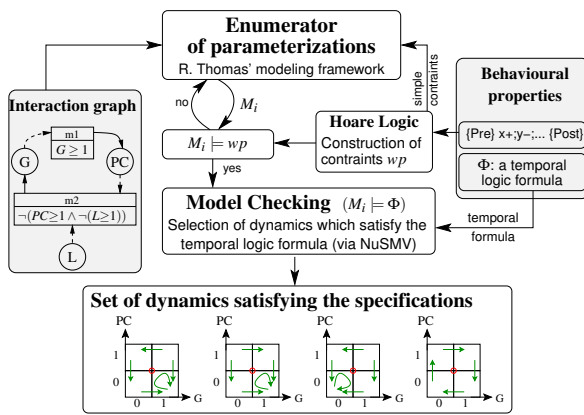 Enumerator
of parameterizations
R. Thomas' modeling framework
Interaction graph
m1
G ≥ 1
G
PC
m2
¬(PC≥1 ∧ ¬(L≥1))
L
no
M_i
M_i ⊨ wp
yes
simple
contraints
Hoare Logic
Construction of
contraints wp
Behavioural
properties
{Pre} x+;y−;... {Post}
Φ: a temporal
logic formula
temporal
formula
Model Checking (M_i ⊨ Φ)
Selection of dynamics which satisfy the
temporal logic formula (via NuSMV)
Set of dynamics satisfying the specifications
PC PC PC PC
1 1 1 1
0 0 0 0
0 1 G 0 1 G 0 1 G 0 1 G